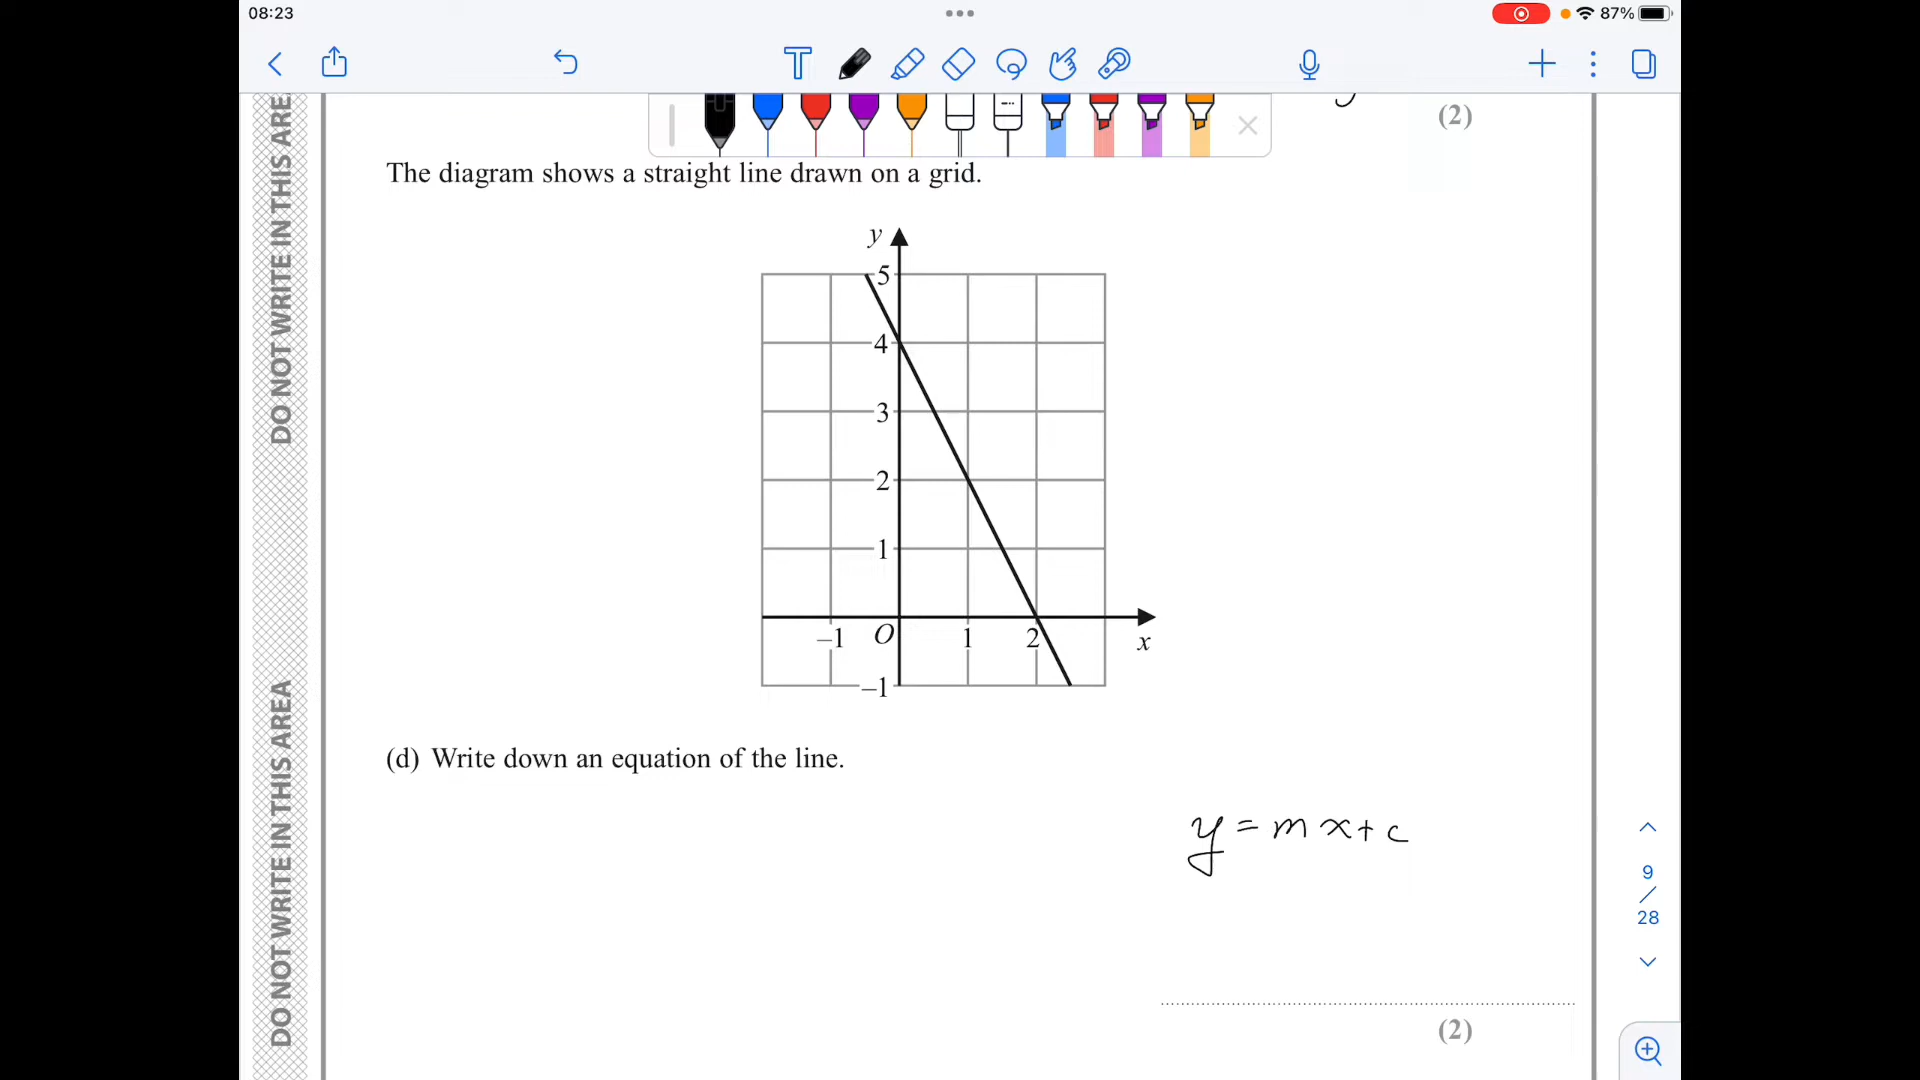 08:23
87%
(2)
The diagram shows a straight line drawn on a grid.
y
5
4
3
2
1
–1 O 1 2 x
–1
(d) Write down an equation of the line.
y = mx + c
(2)
9
/
28
DO NOT WRITE IN THIS ARE
DO NOT WRITE IN THIS AREA